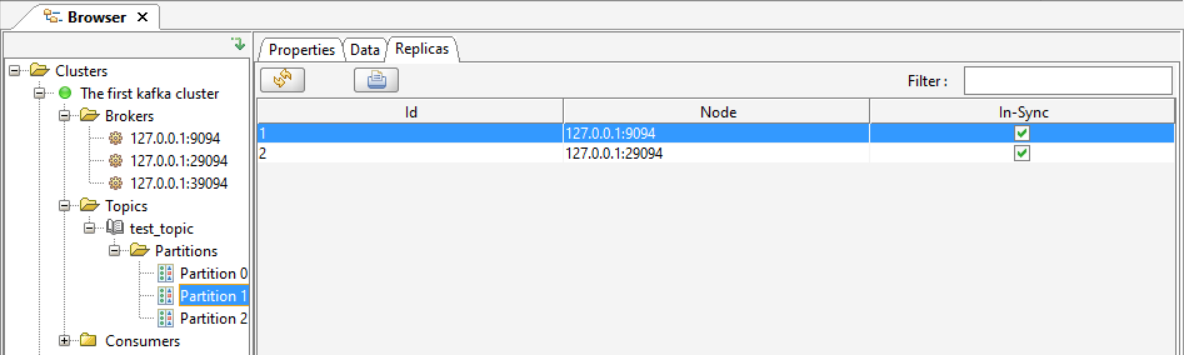 Browser
Clusters
The first kafka cluster
Brokers
127.0.0.1:9094
127.0.0.1:29094
127.0.0.1:39094
Topics
test_topic
Partitions
Partition 0
Partition 1
Partition 2
Consumers
Properties Data Replicas
Filter :
Id Node In-Sync
1 127.0.0.1:9094
2 127.0.0.1:29094